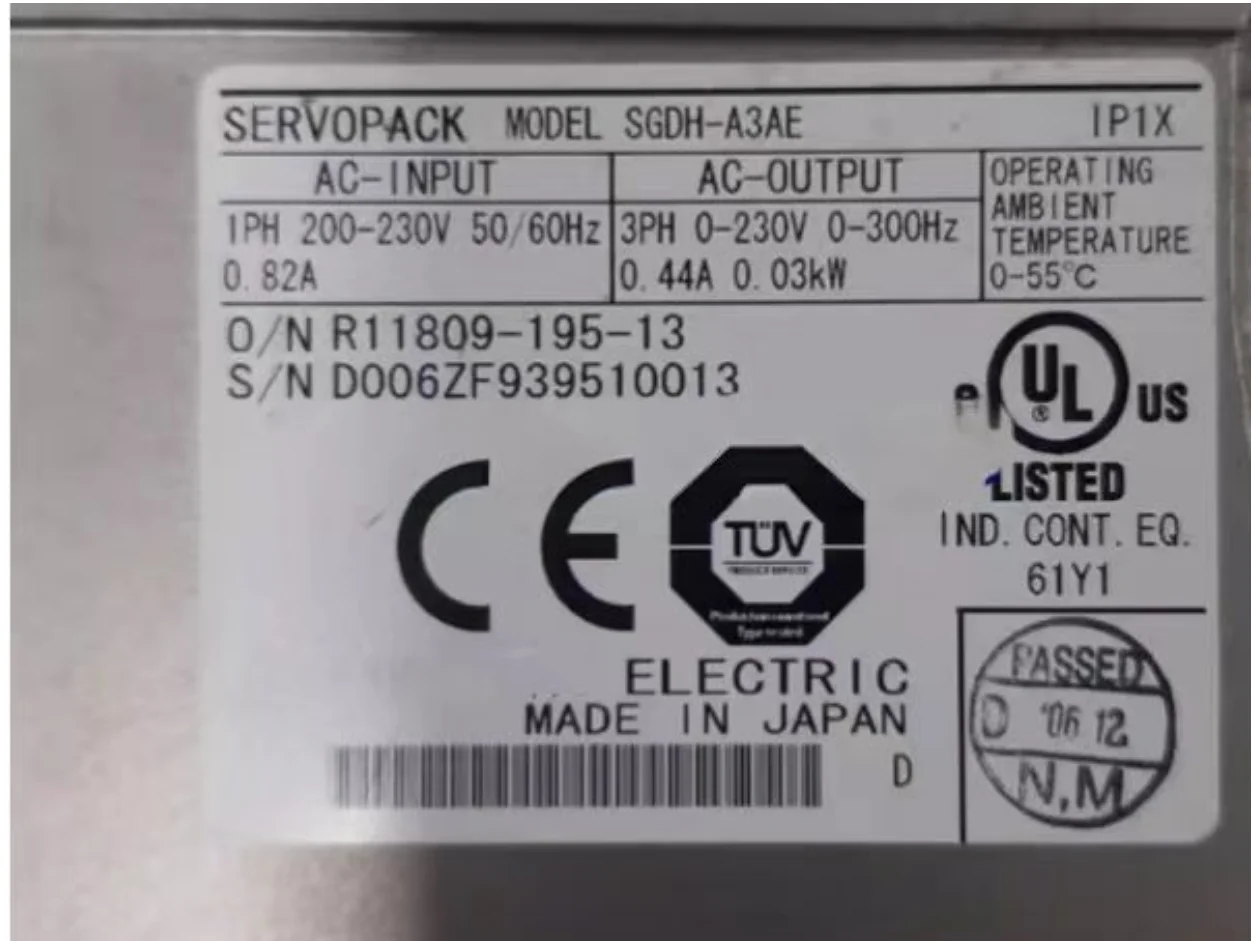 SERVOPACK MODEL SGDH-A3AE IP1X
AC-INPUT AC-OUTPUT
OPERATING
AMBIENT
TEMPERATURE
0-55°C
1PH 200-230V 50/60Hz
0.82A
3PH 0-230V 0-300Hz
0.44A 0.03kW
O/N R11809-195-13
S/N D006ZF939510013
UL
®
US
LISTED
IND. CONT. EQ.
61Y1
CE
TÜV
Type tested
ELECTRIC
MADE IN JAPAN
D
PASSED
D '06 12
N.M